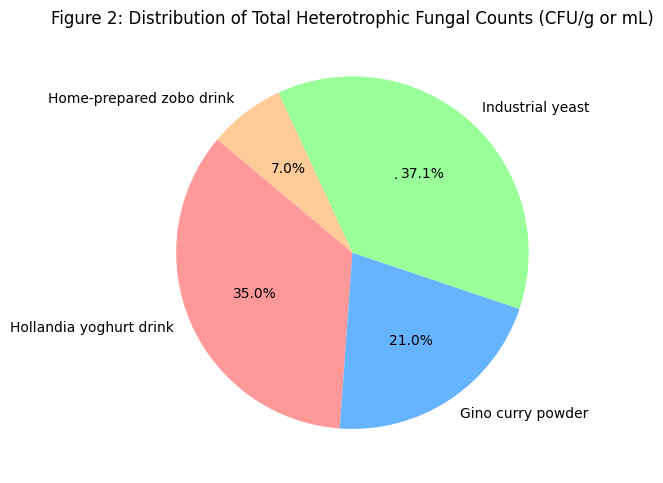 Figure 2: Distribution of Total Heterotrophic Fungal Counts (CFU/g or mL)
Home-prepared zobo drink
Industrial yeast
7.0%
. 37.1%
35.0%
Hollandia yoghurt drink
21.0%
Gino curry powder